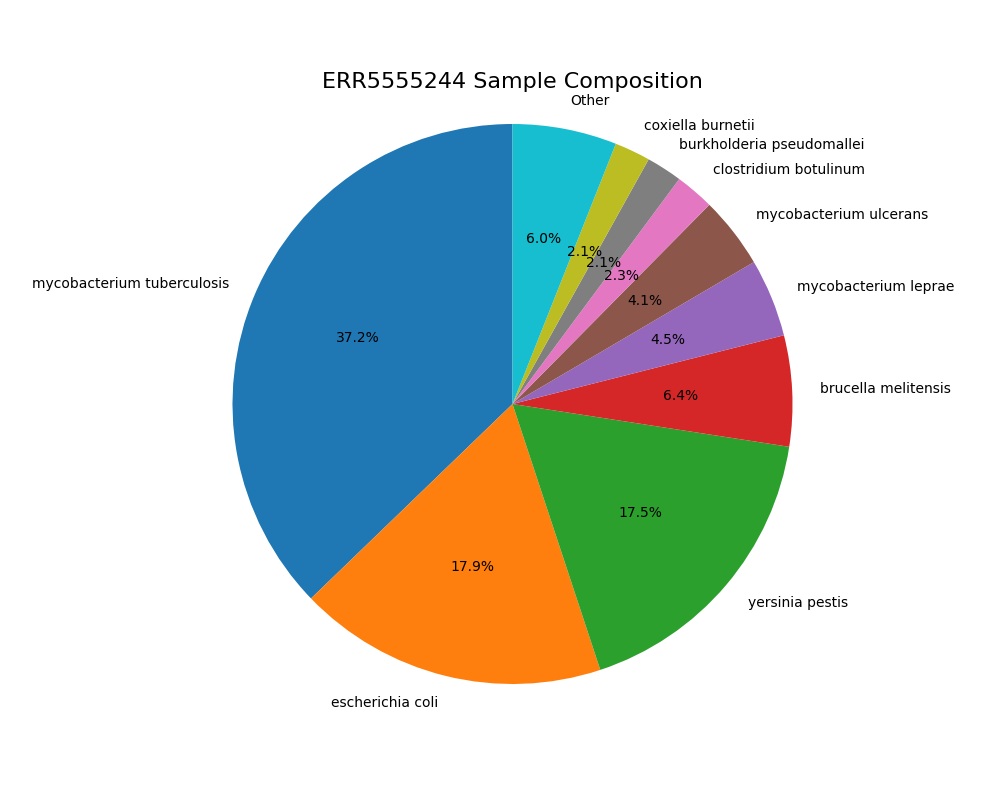 ERR5555244 Sample Composition
Other
coxiella burnetii
burkholderia pseudomallei
clostridium botulinum
mycobacterium ulcerans
mycobacterium leprae
brucella melitensis
yersinia pestis
escherichia coli
mycobacterium tuberculosis
6.0%
2.1%
2.1%
2.3%
4.1%
4.5%
6.4%
17.5%
17.9%
37.2%